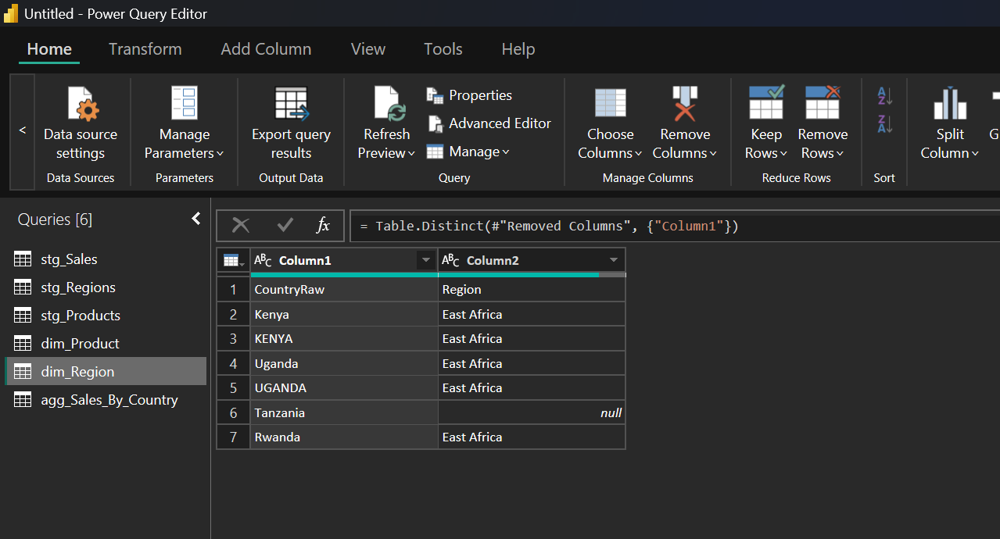 Untitled - Power Query Editor
Home Transform Add Column View Tools Help
<
Data source settings
Data Sources
Manage Parameters
Parameters
Export query results
Output Data
Refresh Preview
Properties
Advanced Editor
Manage
Query
Choose Columns
Remove Columns
Manage Columns
Keep Rows
Remove Rows
Reduce Rows
A Z
Z A
Sort
Split Column
G
Queries [6]
stg_Sales
stg_Regions
stg_Products
dim_Product
dim_Region
agg_Sales_By_Country
fx = Table.Distinct(#"Removed Columns", {"Column1"})
ABC Column1 ABC Column2
1 CountryRaw Region
2 Kenya East Africa
3 KENYA East Africa
4 Uganda East Africa
5 UGANDA East Africa
6 Tanzania null
7 Rwanda East Africa